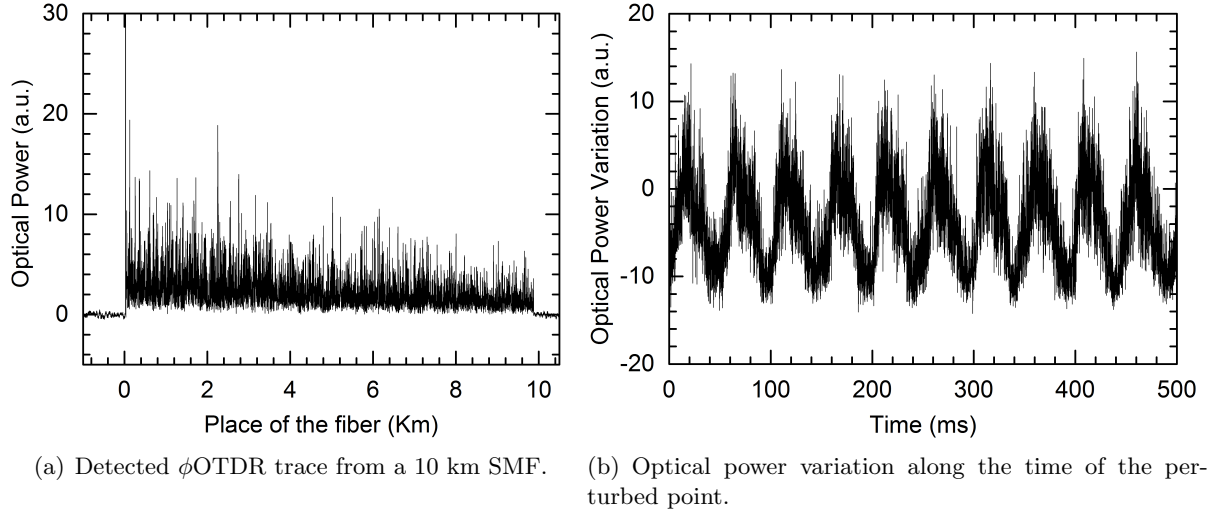 30
20
10
0
Optical Power (a.u.)
0 2 4 6 8 10
Place of the fiber (Km)
(a) Detected ϕOTDR trace from a 10 km SMF.
20
10
0
-10
-20
Optical Power Variation (a.u.)
0 100 200 300 400 500
Time (ms)
(b) Optical power variation along the time of the per-
turbed point.